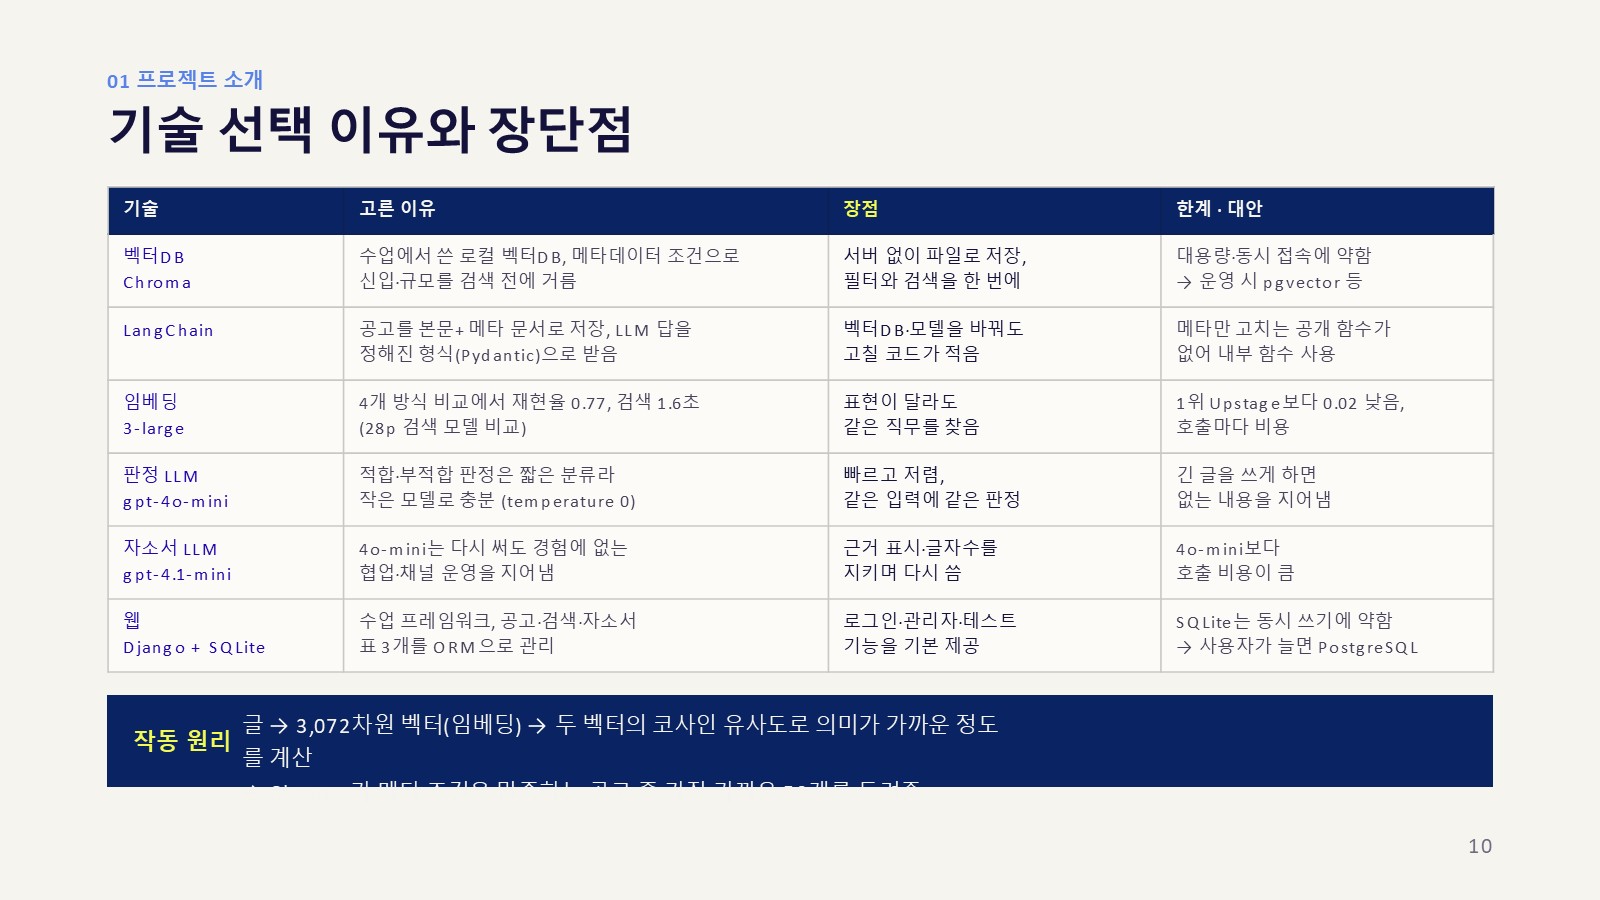 01 프로젝트 소개
기술 선택 이유와 장단점
기술
고른 이유
장점
한계 · 대안
벡터DB
Chroma
수업에서 쓴 로컬 벡터DB, 메타데이터 조건으로
신입·규모를 검색 전에 거름
서버 없이 파일로 저장,
필터와 검색을 한 번에
대용량·동시 접속에 약함
→ 운영 시 pgvector 등
LangChain
공고를 본문+ 메타 문서로 저장, LLM 답을
정해진 형식(Pydantic)으로 받음
벡터DB·모델을 바꿔도
고칠 코드가 적음
메타만 고치는 공개 함수가
없어 내부 함수 사용
임베딩
3-large
4개 방식 비교에서 재현율 0.77, 검색 1.6초
(28p 검색 모델 비교)
표현이 달라도
같은 직무를 찾음
1위 Upstage보다 0.02 낮음,
호출마다 비용
판정 LLM
gpt-4o-mini
적합·부적합 판정은 짧은 분류라
작은 모델로 충분 (temperature 0)
빠르고 저렴,
같은 입력에 같은 판정
긴 글을 쓰게 하면
없는 내용을 지어냄
자소서 LLM
gpt-4.1-mini
4o-mini는 다시 써도 경험에 없는
협업·채널 운영을 지어냄
근거 표시·글자수를
지키며 다시 씀
4o-mini보다
호출 비용이 큼
웹
Django + SQLite
수업 프레임워크, 공고·검색·자소서
표 3개를 ORM으로 관리
로그인·관리자·테스트
기능을 기본 제공
SQLite는 동시 쓰기에 약함
→ 사용자가 늘면 PostgreSQL
작동 원리
글 → 3,072차원 벡터(임베딩) → 두 벡터의 코사인 유사도로 의미가 가까운 정도
를 계산
10